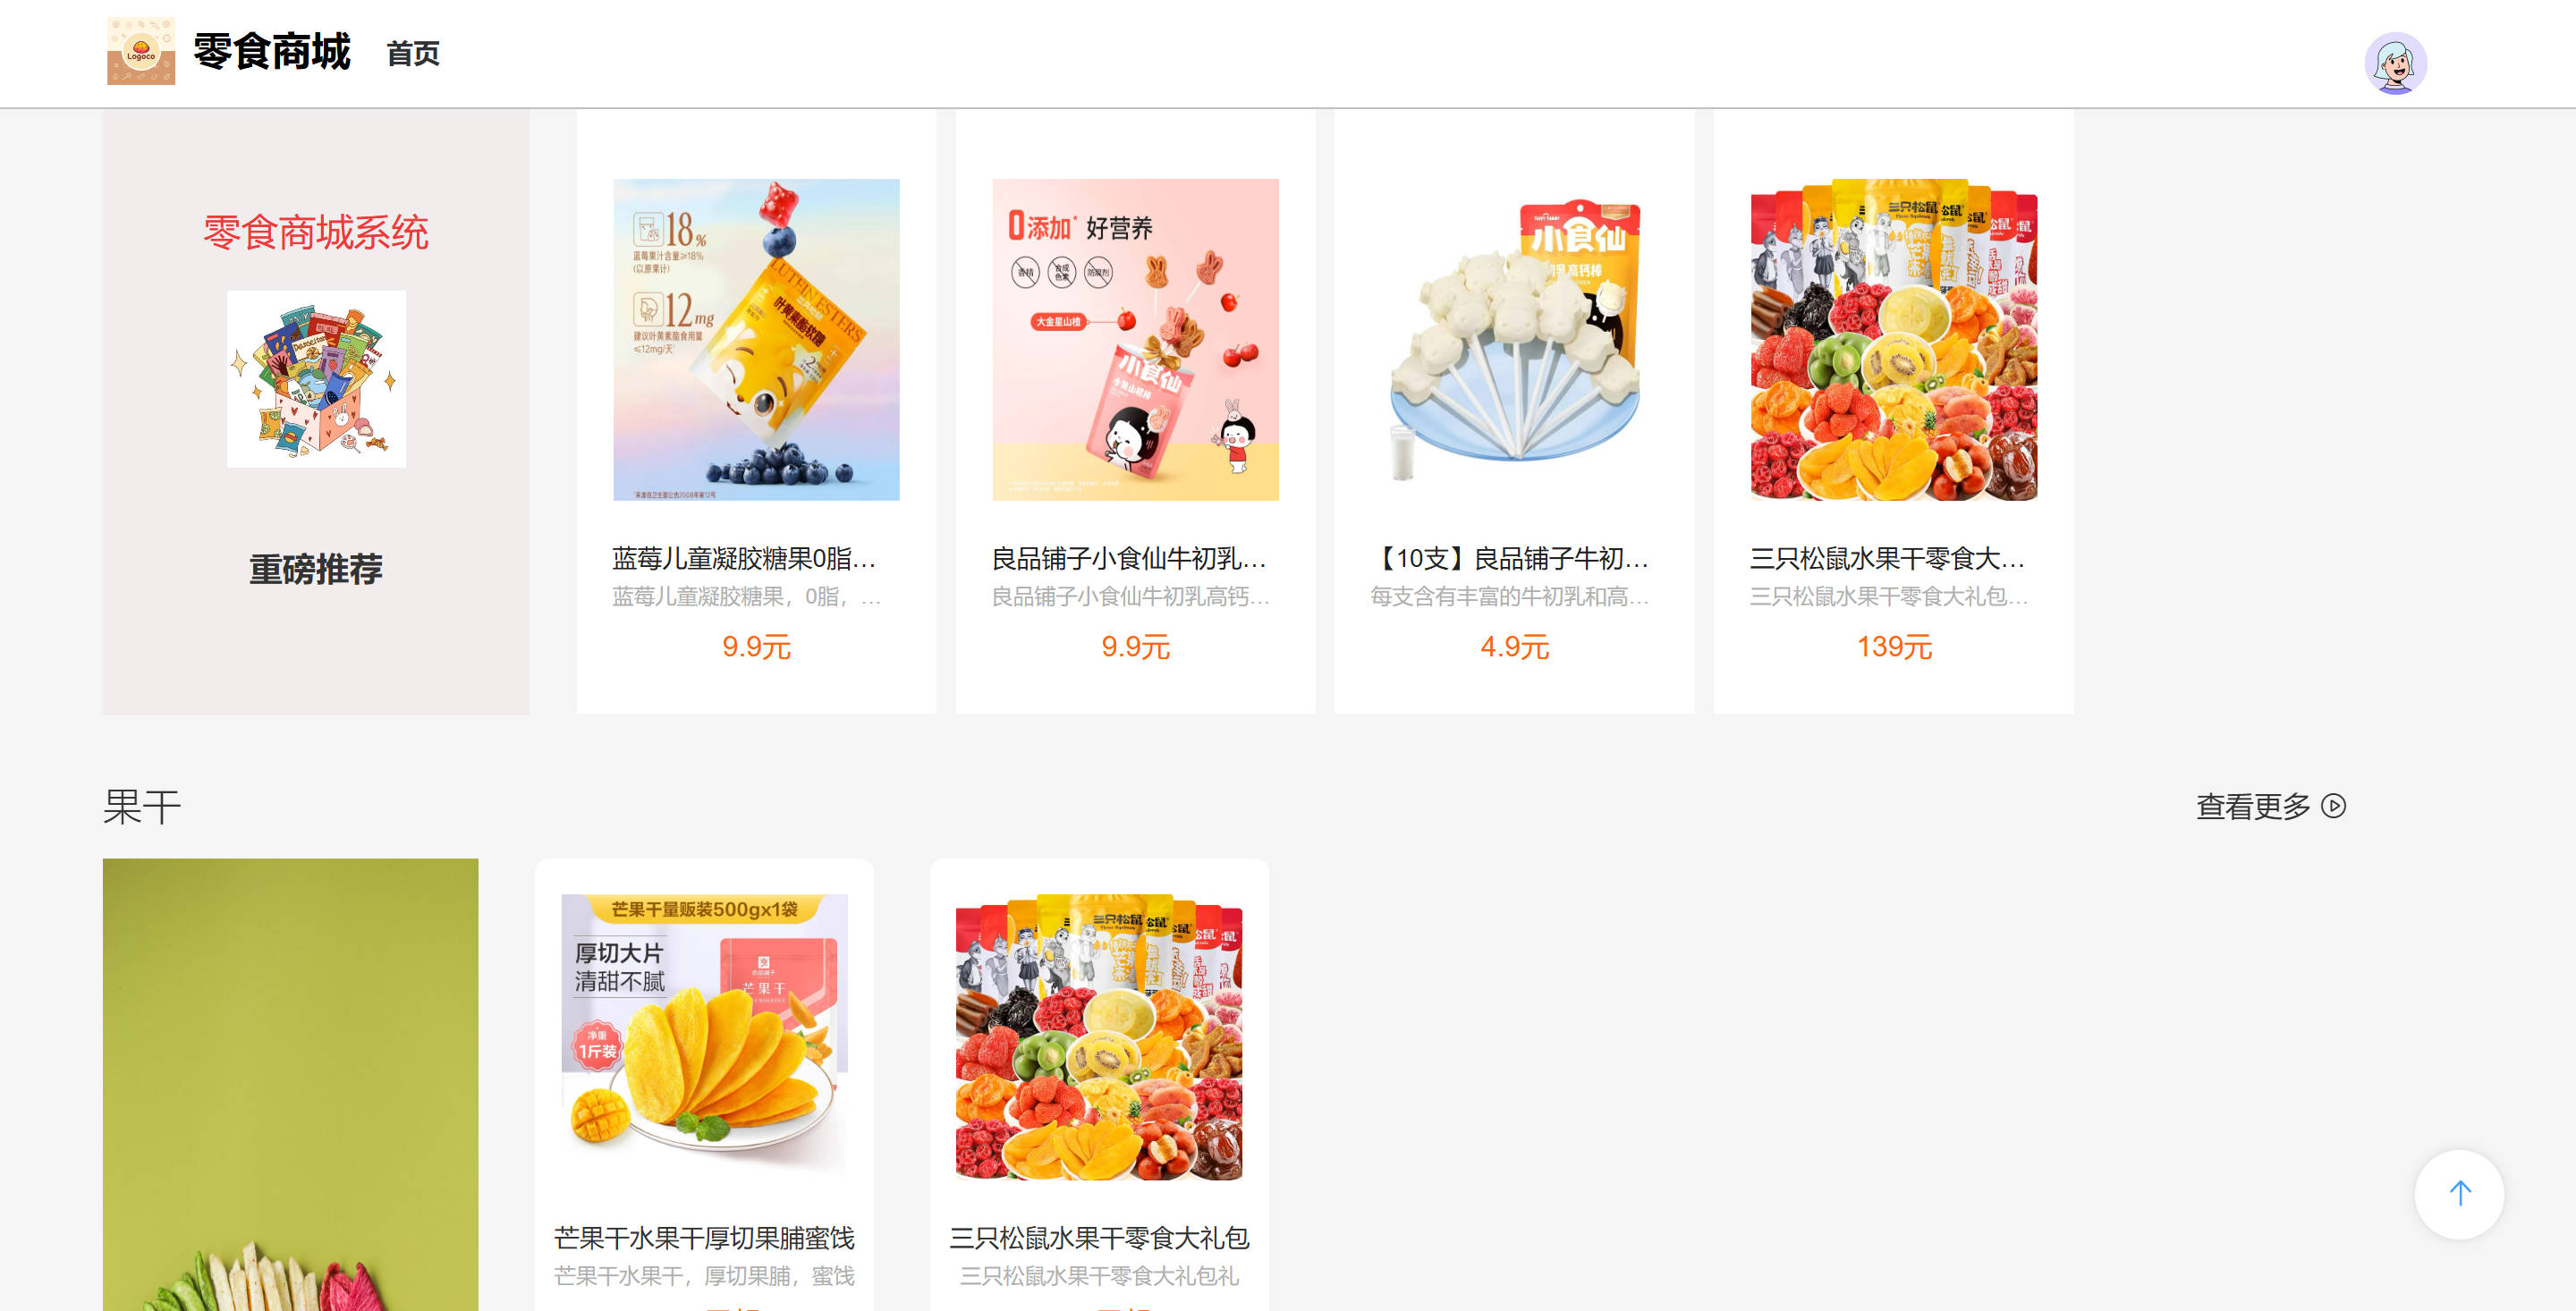 Logoco
零食商城
首页
零食商城系统
重磅推荐
18%
蓝莓果汁含量≥18%
(以原果计)
12mg
建议叶黄素酯食用量
≤12mg/天
LUTEIN ESTERS
叶黄素酯软糖
蓝莓儿童凝胶糖果0脂...
蓝莓儿童凝胶糖果，0脂，...
9.9元
0添加 好营养
香精
合成色素
防腐剂
大金星山楂
小食仙
良品铺子小食仙牛初乳...
良品铺子小食仙牛初乳高钙...
9.9元
小食仙
【10支】良品铺子牛初...
每支含有丰富的牛初乳和高...
4.9元
三只松鼠
三只松鼠水果干零食大...
三只松鼠水果干零食大礼包...
139元
果干
查看更多
芒果干量贩装500gx1袋
厚切大片
清甜不腻
芒果干
净重
1斤装
芒果干水果干厚切果脯蜜饯
芒果干水果干，厚切果脯，蜜饯
三只松鼠
三只松鼠水果干零食大礼包
三只松鼠水果干零食大礼包礼